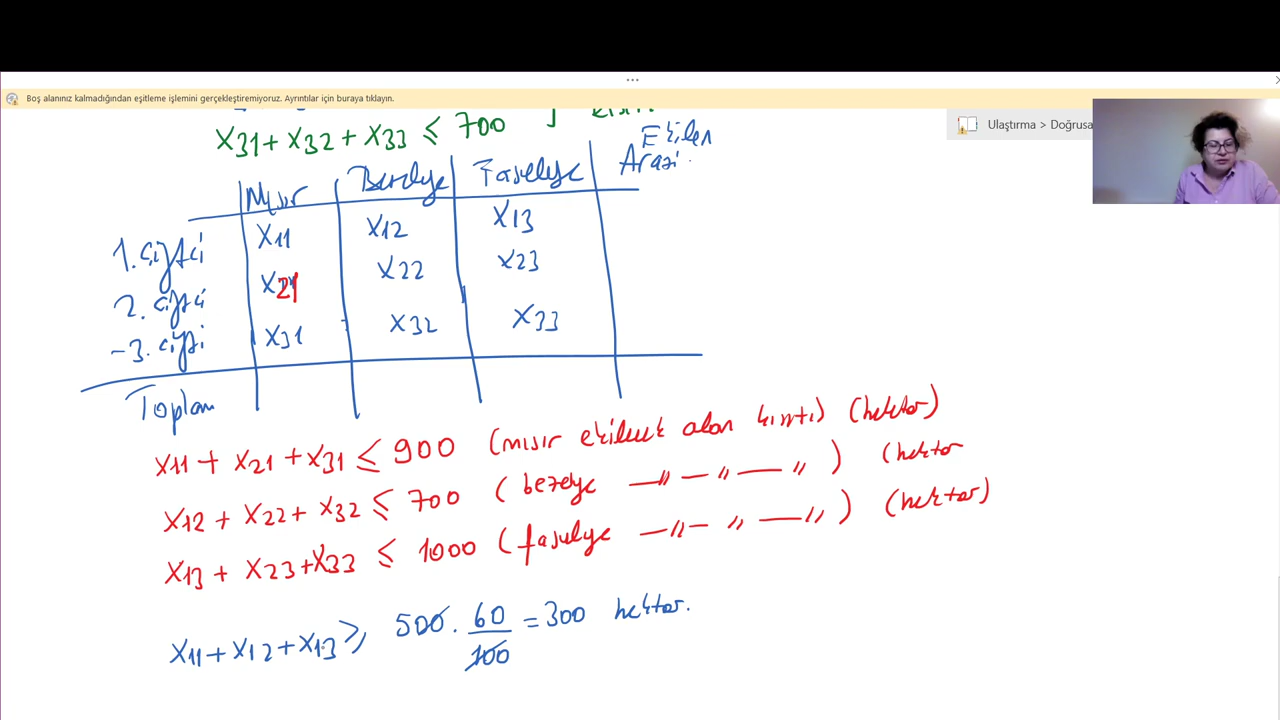 Boş alanınız kalmadığından eşitleme işlemini gerçekleştiremiyoruz. Ayrıntılar için buraya tıklayın.
Ulaştırma > Doğrusa
X31 + X32 + X33 ≤ 700
Mısır Bezelye Fasulye Ekilen Arazi.
1. çiftçi X11 X12 X13
2. çiftçi X21 X22 X23
3. çiftçi X31 X32 X33
Toplam
X11 + X21 + X31 ≤ 900 (mısır ekilecek alan kısıtı) (hektar)
X12 + X22 + X32 ≤ 700 (bezelye —〃—〃—〃) (hektar
X13 + X23 + X33 ≤ 1000 (fasulye —〃—〃—〃) (hektar)
X11 + X12 + X13 ≥ 500 . 60/100 = 300 hektar.